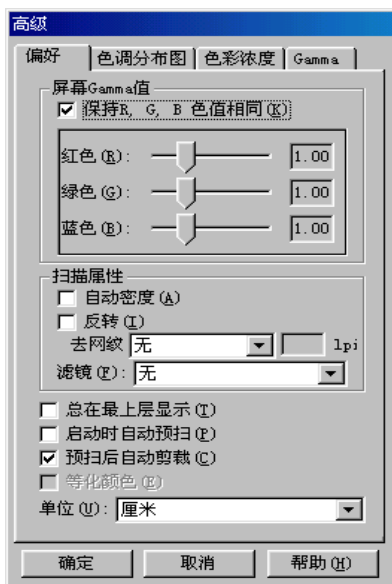 高级
偏好 色调分布图 色彩浓度 Gamma
屏幕Gamma值
保持R, G, B 色值相同(K)
红色(R): 1.00
绿色(G): 1.00
蓝色(B): 1.00
扫描属性
自动密度(A)
反转(I)
去网纹 无 lpi
滤镜(F): 无
总在最上层显示(T)
启动时自动预扫(P)
预扫后自动剪裁(C)
等化颜色(E)
单位(U): 厘米
确定 取消 帮助(H)